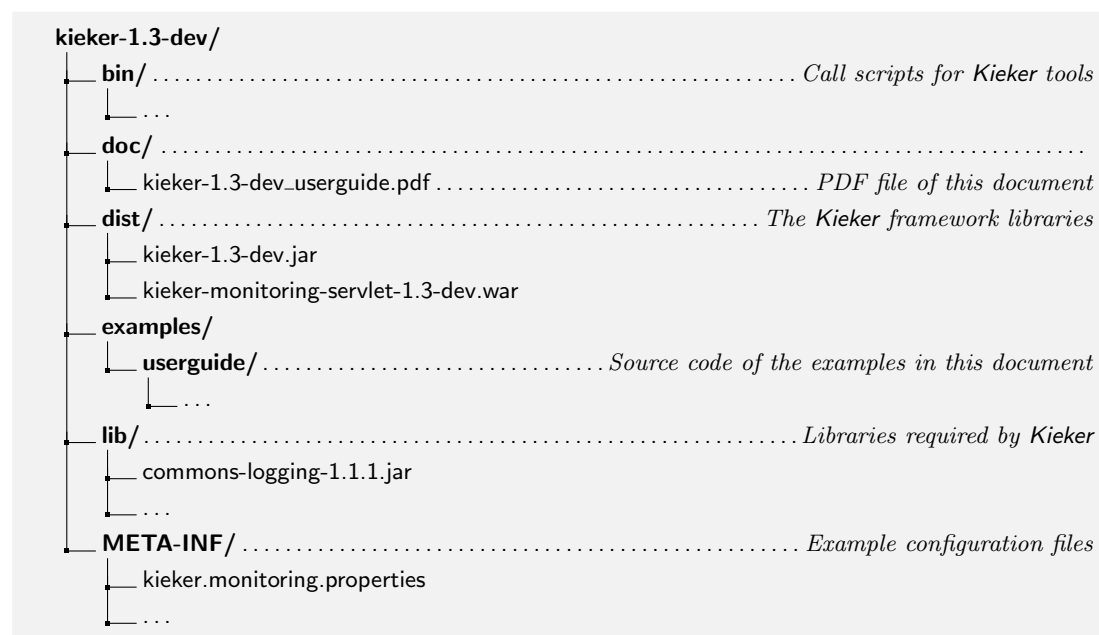 kieker-1.3-dev/
bin/ ........................................................................ Call scripts for Kieker tools
...
doc/ ........................................................................................................
kieker-1.3-dev_userguide.pdf .......................................... PDF file of this document
dist/ .................................................................... The Kieker framework libraries
kieker-1.3-dev.jar
kieker-monitoring-servlet-1.3-dev.war
examples/
userguide/ ................................ Source code of the examples in this document
...
lib/ ......................................................................... Libraries required by Kieker
commons-logging-1.1.1.jar
...
META-INF/ .............................................................. Example configuration files
kieker.monitoring.properties
...